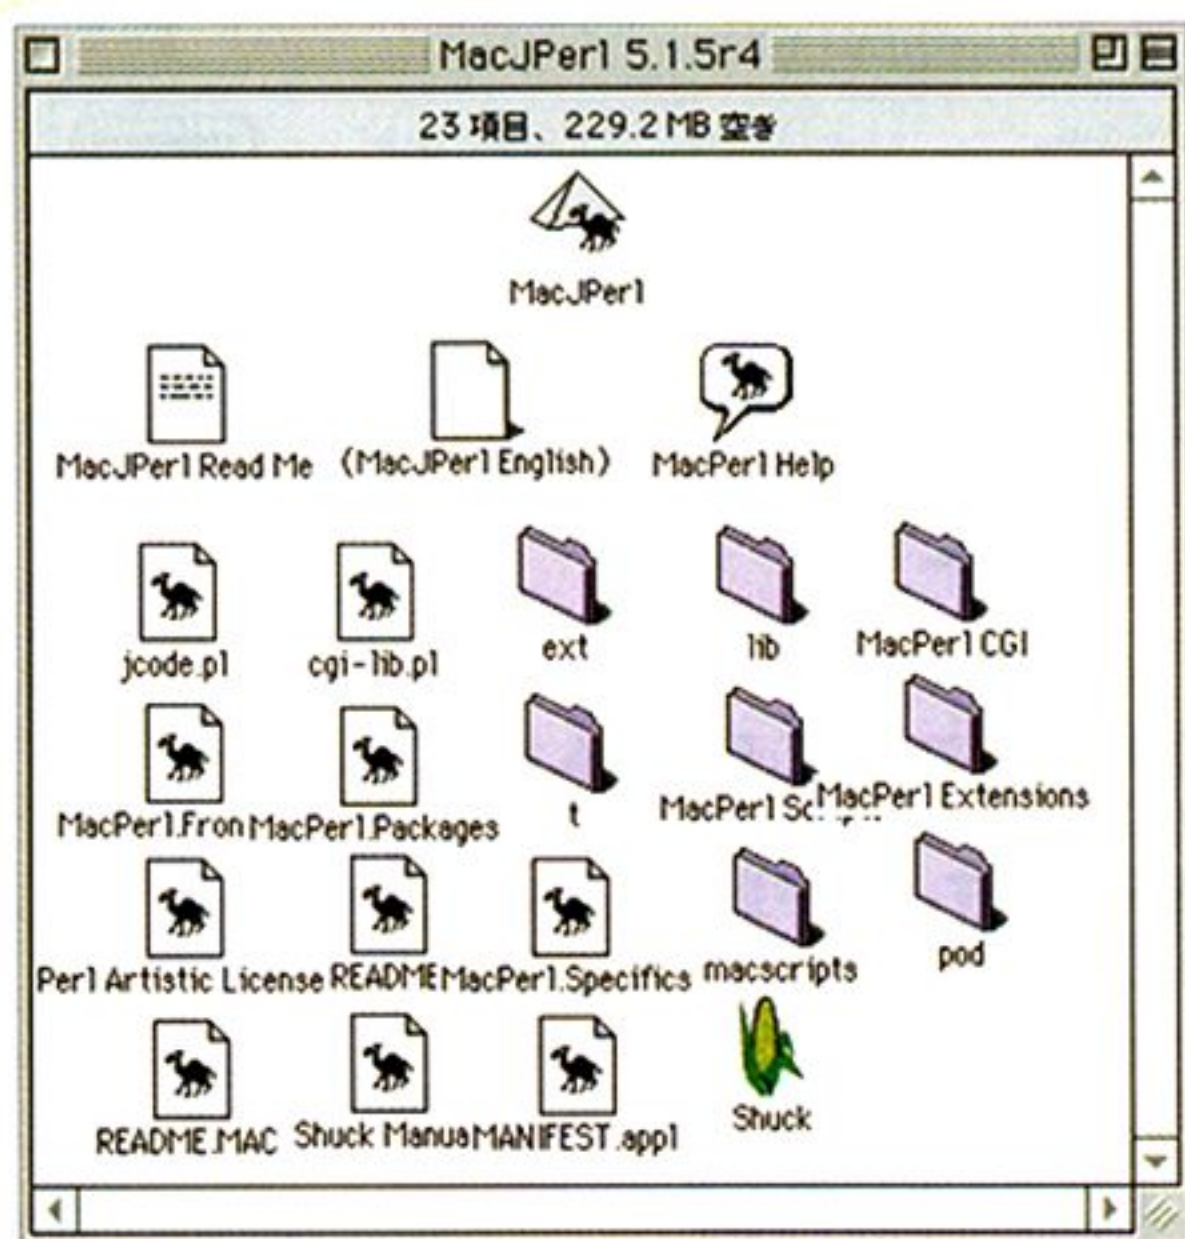 MacJPerl 5.1.5r4
23 項目、229.2 MB 空き
MacJPerl
MacJPerl Read Me
(MacJPerl English)
MacPerl Help
jcode.pl
cgi-lib.pl
ext
lib
MacPerl CGI
MacPerl.Fron
MacPerl.Packages
t
MacPerl
MacPerl Extensions
Perl Artistic License
README
MacPerl.Specifics
macscripts
pod
README.MAC
Shuck Manua
MANIFEST.appl
Shuck